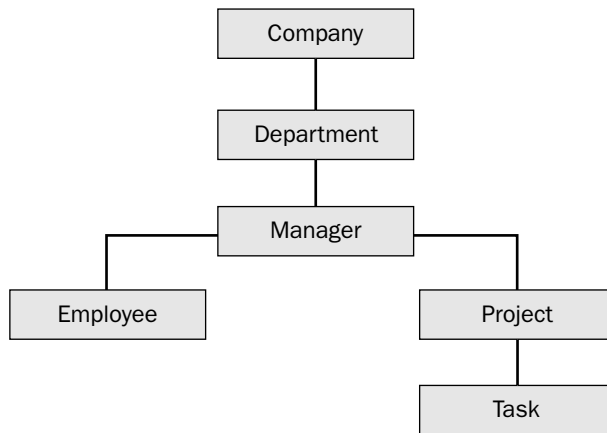 Company
Department
Manager
Employee
Project
Task